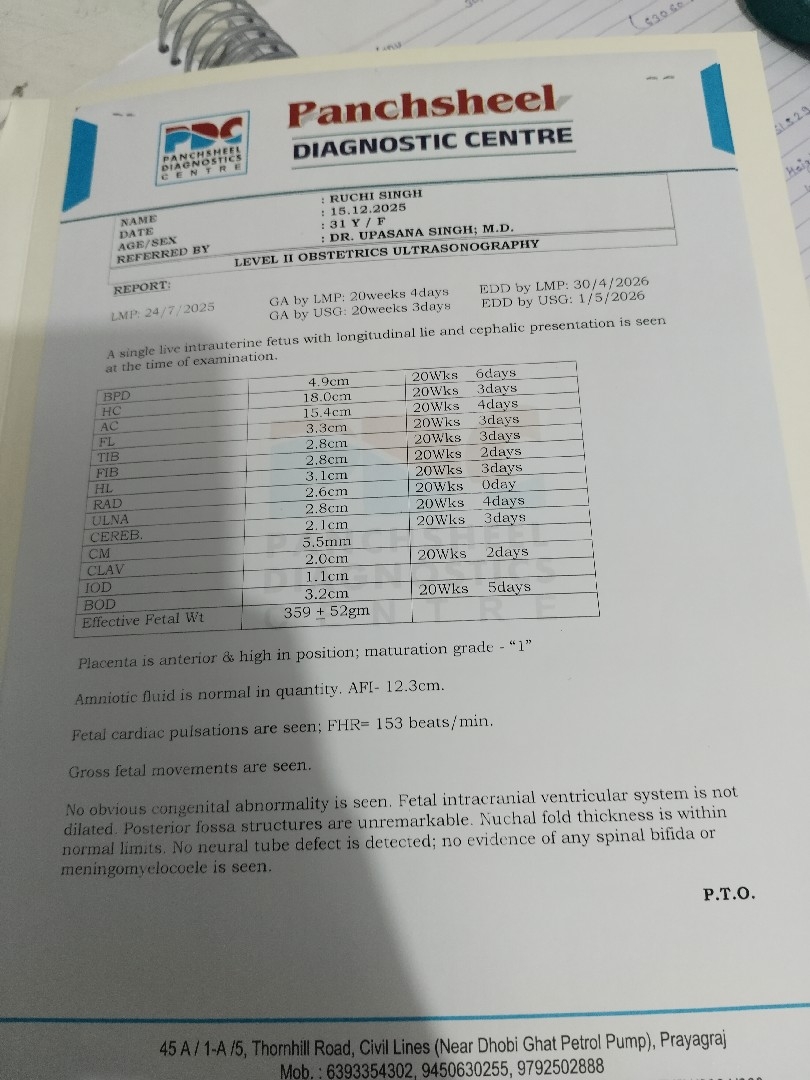 PDC
PANCHSHEEL
DIAGNOSTICS
CENTRE
Panchsheel
DIAGNOSTIC CENTRE
NAME : RUCHI SINGH
DATE : 15.12.2025
AGE/SEX : 31 Y / F
REFERRED BY : DR. UPASANA SINGH; M.D.
LEVEL II OBSTETRICS ULTRASONOGRAPHY
REPORT:
LMP: 24/7/2025 GA by LMP: 20weeks 4days EDD by LMP: 30/4/2026
GA by USG: 20weeks 3days EDD by USG: 1/5/2026
A single live intrauterine fetus with longitudinal lie and cephalic presentation is seen
at the time of examination.
BPD 4.9cm 20Wks 6days
HC 18.0cm 20Wks 3days
AC 15.4cm 20Wks 4days
FL 3.3cm 20Wks 3days
TIB 2.8cm 20Wks 3days
FIB 2.8cm 20Wks 2days
HL 3.1cm 20Wks 3days
RAD 2.6cm 20Wks 0day
ULNA 2.8cm 20Wks 4days
CEREB. 2.1cm 20Wks 3days
CM 5.5mm
CLAV 2.0cm 20Wks 2days
IOD 1.1cm
BOD 3.2cm 20Wks 5days
Effective Fetal Wt 359 + 52gm
Placenta is anterior & high in position; maturation grade - “1”
Amniotic fluid is normal in quantity. AFI- 12.3cm.
Fetal cardiac pulsations are seen; FHR= 153 beats/min.
Gross fetal movements are seen.
No obvious congenital abnormality is seen. Fetal intracranial ventricular system is not
dilated. Posterior fossa structures are unremarkable. Nuchal fold thickness is within
normal limits. No neural tube defect is detected; no evidence of any spinal bifida or
meningomyelocoele is seen.
P.T.O.
45 A / 1-A /5, Thornhill Road, Civil Lines (Near Dhobi Ghat Petrol Pump), Prayagraj
Mob. : 6393354302, 9450630255, 9792502888